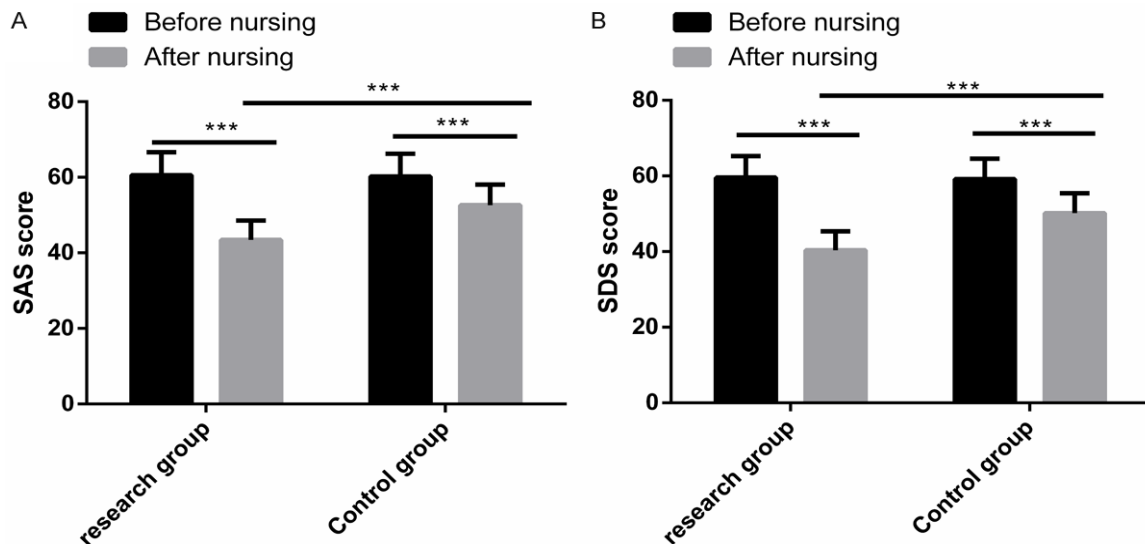 A
Before nursing
After nursing
SAS score
80
60
40
20
0
***
***
***
research group
Control group
B
Before nursing
After nursing
SDS score
80
60
40
20
0
***
***
***
research group
Control group